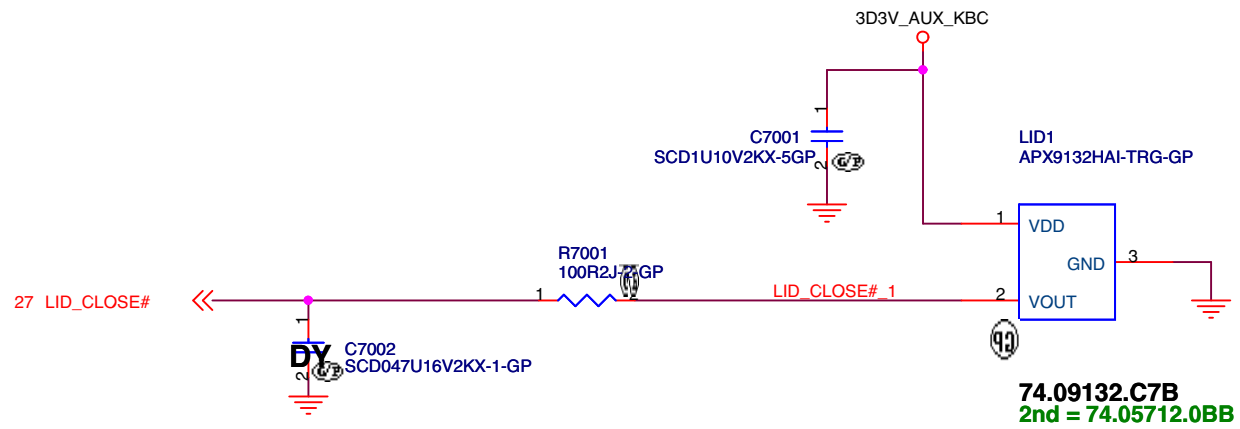 3D3V_AUX_KBC
1
C7001
SCD1U10V2KX-5GP
2
G/P
LID1
APX9132HAI-TRG-GP
1
VDD
GND
3
R7001
1
2
LID_CLOSE#_1
2
VOUT
27 LID_CLOSE#
1
DY
2
G/P
C7002
SCD047U16V2KX-1-GP
74.09132.C7B
2nd = 74.05712.0BB